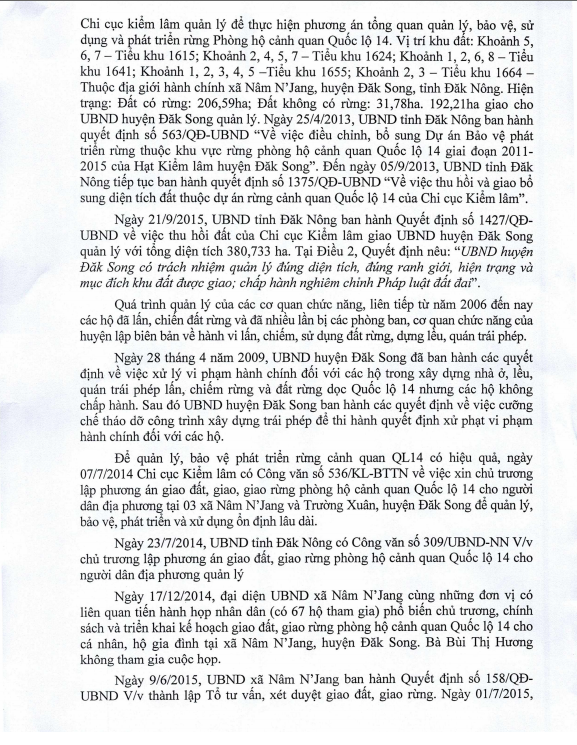 Chi cục kiểm lâm quản lý để thực hiện phương án tổng quan quản lý, bảo vệ, sử
dụng và phát triển rừng Phòng hộ cảnh quan Quốc lộ 14. Vị trí khu đất: Khoảnh 5,
6, 7 – Tiểu khu 1615; Khoảnh 2, 4, 5, 7 – Tiểu khu 1624; Khoảnh 1, 2, 6, 8 – Tiểu
khu 1641; Khoảnh 1, 2, 3, 4, 5 –Tiểu khu 1655; Khoảnh 2, 3 – Tiểu khu 1664 –
Thuộc địa giới hành chính xã Nâm N’Jang, huyện Đăk Song, tỉnh Đăk Nông. Hiện
trạng: Đất có rừng: 206,59ha; Đất không có rừng: 31,78ha. 192,21ha giao cho
UBND huyện Đăk Song quản lý. Ngày 25/4/2013, UBND tỉnh Đăk Nông ban hành
quyết định số 563/QĐ-UBND “Về việc điều chỉnh, bổ sung Dự án Bảo vệ phát
triển rừng thuộc khu vực rừng phòng hộ cảnh quan Quốc lộ 14 giai đoạn 2011-
2015 của Hạt Kiểm lâm huyện Đăk Song”. Đến ngày 05/9/2013, UBND tỉnh Đăk
Nông tiếp tục ban hành quyết định số 1375/QĐ-UBND “Về việc thu hồi và giao bổ
sung diện tích đất thuộc dự án rừng cảnh quan Quốc lộ 14 của Chi cục Kiểm lâm”.
Ngày 21/9/2015, UBND tỉnh Đăk Nông ban hành Quyết định số 1427/QĐ-
UBND về việc thu hồi đất của Chi cục Kiểm lâm giao UBND huyện Đăk Song
quản lý với tổng diện tích 380,733 ha. Tại Điều 2, Quyết định nêu: “UBND huyện
Đăk Song có trách nhiệm quản lý đúng diện tích, đúng ranh giới, hiện trạng và
mục đích khu đất được giao; chấp hành nghiêm chỉnh Pháp luật đất đai”.
Quá trình quản lý của các cơ quan chức năng, liên tiếp từ năm 2006 đến nay
các hộ đã lấn, chiến đất rừng và đã nhiều lần bị các phòng ban, cơ quan chức năng của
huyện lập biên bản về hành vi lấn, chiếm, sử dụng đất rừng, dựng lều, quán trái phép.
Ngày 28 tháng 4 năm 2009, UBND huyện Đăk Song đã ban hành các quyết
định về việc xử lý vi phạm hành chính đối với các hộ trong xây dựng nhà ở, lều,
quán trái phép lấn, chiếm rừng và đất rừng dọc Quốc lộ 14 nhưng các hộ không
chấp hành. Sau đó UBND huyện Đăk Song ban hành các quyết định về việc cưỡng
chế tháo dỡ công trình xây dựng trái phép để thi hành quyết định xử phạt vi phạm
hành chính đối với các hộ.
Để quản lý, bảo vệ phát triển rừng cảnh quan QL14 có hiệu quả, ngày
07/7/2014 Chi cục Kiểm lâm có Công văn số 536/KL-BTTN về việc xin chủ trương
lập phương án giao đất, giao, giao rừng phòng hộ cảnh quan Quốc lộ 14 cho người
dân địa phương tại 03 xã Nâm N’Jang và Trường Xuân, huyện Đăk Song để quản lý,
bảo vệ, phát triển và sử dụng ổn định lâu dài.
Ngày 23/7/2014, UBND tỉnh Đăk Nông có Công văn số 309/UBND-NN V/v
chủ trương lập phương án giao đất, giao rừng phòng hộ cảnh quan Quốc lộ 14 cho
người dân địa phương quản lý
Ngày 17/12/2014, đại diện UBND xã Nâm N’Jang cùng những đơn vị có
liên quan tiến hành họp nhân dân (có 67 hộ tham gia) phổ biến chủ trương, chính
sách và triển khai kế hoạch giao đất, giao rừng phòng hộ cảnh quan Quốc lộ 14 cho
cá nhân, hộ gia đình tại xã Nâm N’Jang, huyện Đăk Song. Bà Bùi Thị Hương
không tham gia cuộc họp.
Ngày 9/6/2015, UBND xã Nâm N’Jang ban hành Quyết định số 158/QĐ-
UBND V/v thành lập Tổ tư vấn, xét duyệt giao đất, giao rừng. Ngày 01/7/2015,